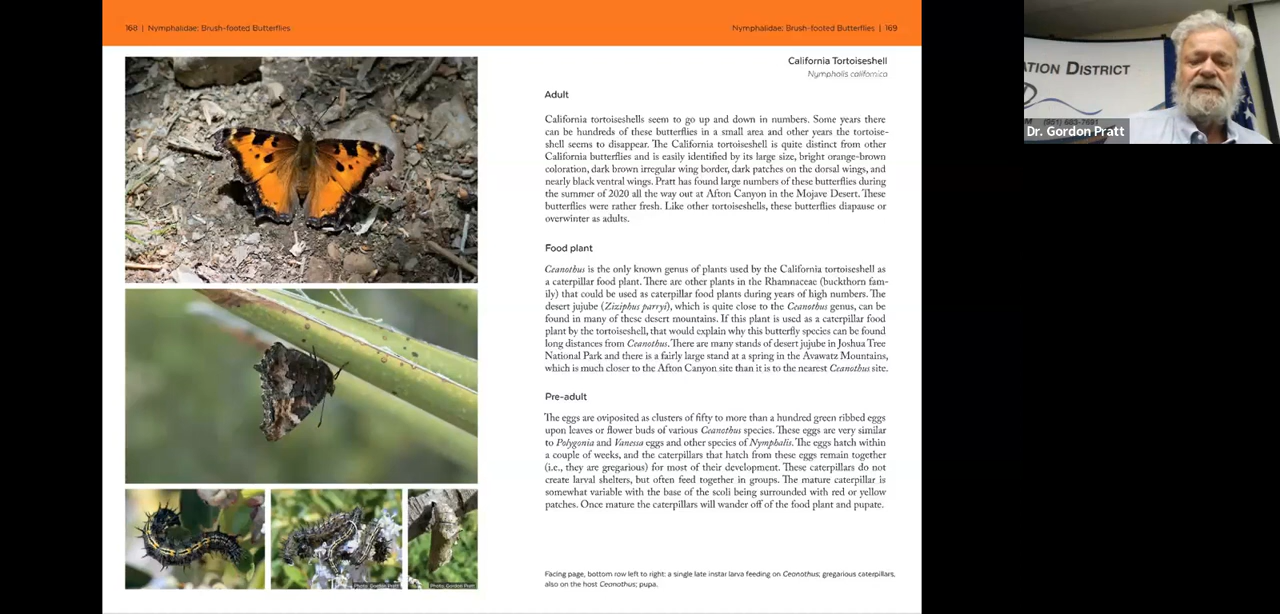 168 | Nymphalidae: Brush-footed Butterflies
Nymphalidae: Brush-footed Butterflies | 169
California Tortoiseshell
Nymphalis californica
Adult
California tortoiseshells seem to go up and down in numbers. Some years there
can be hundreds of these butterflies in a small area and other years the tortoise-
shell seems to disappear. The California tortoiseshell is quite distinct from other
California butterflies and is easily identified by its large size, bright orange-brown
coloration, dark brown irregular wing border, dark patches on the dorsal wings, and
nearly black ventral wings. Pratt has found large numbers of these butterflies during
the summer of 2020 all the way out at Afton Canyon in the Mojave Desert. These
butterflies were rather fresh. Like other tortoiseshells, these butterflies diapause or
overwinter as adults.
Food plant
Ceanothus is the only known genus of plants used by the California tortoiseshell as
a caterpillar food plant. There are other plants in the Rhamnaceae (buckthorn fam-
ily) that could be used as caterpillar food plants during years of high numbers. The
desert jujube (Ziziphus parryi), which is quite close to the Ceanothus genus, can be
found in many of these desert mountains. If this plant is used as a caterpillar food
plant by the tortoiseshell, that would explain why this butterfly species can be found
long distances from Ceanothus. There are many stands of desert jujube in Joshua Tree
National Park and there is a fairly large stand at a spring in the Avawatz Mountains,
which is much closer to the Afton Canyon site than it is to the nearest Ceanothus site.
Pre-adult
The eggs are oviposited as clusters of fifty to more than a hundred green ribbed eggs
upon leaves or flower buds of various Ceanothus species. These eggs are very similar
to Polygonia and Vanessa eggs and other species of Nymphalis. The eggs hatch within
a couple of weeks, and the caterpillars that hatch from these eggs remain together
(i.e., they are gregarious) for most of their development. These caterpillars do not
create larval shelters, but often feed together in groups. The mature caterpillar is
somewhat variable with the base of the scoli being surrounded with red or yellow
patches. Once mature the caterpillars will wander off of the food plant and pupate.
Photo: Gordon Pratt
Photo: Gordon Pratt
Facing page, bottom row left to right: a single late instar larva feeding on Ceanothus; gregarious caterpillars,
also on the host Ceanothus; pupa.
ATION DISTRICT
(951) 683-7691
Dr. Gordon Pratt